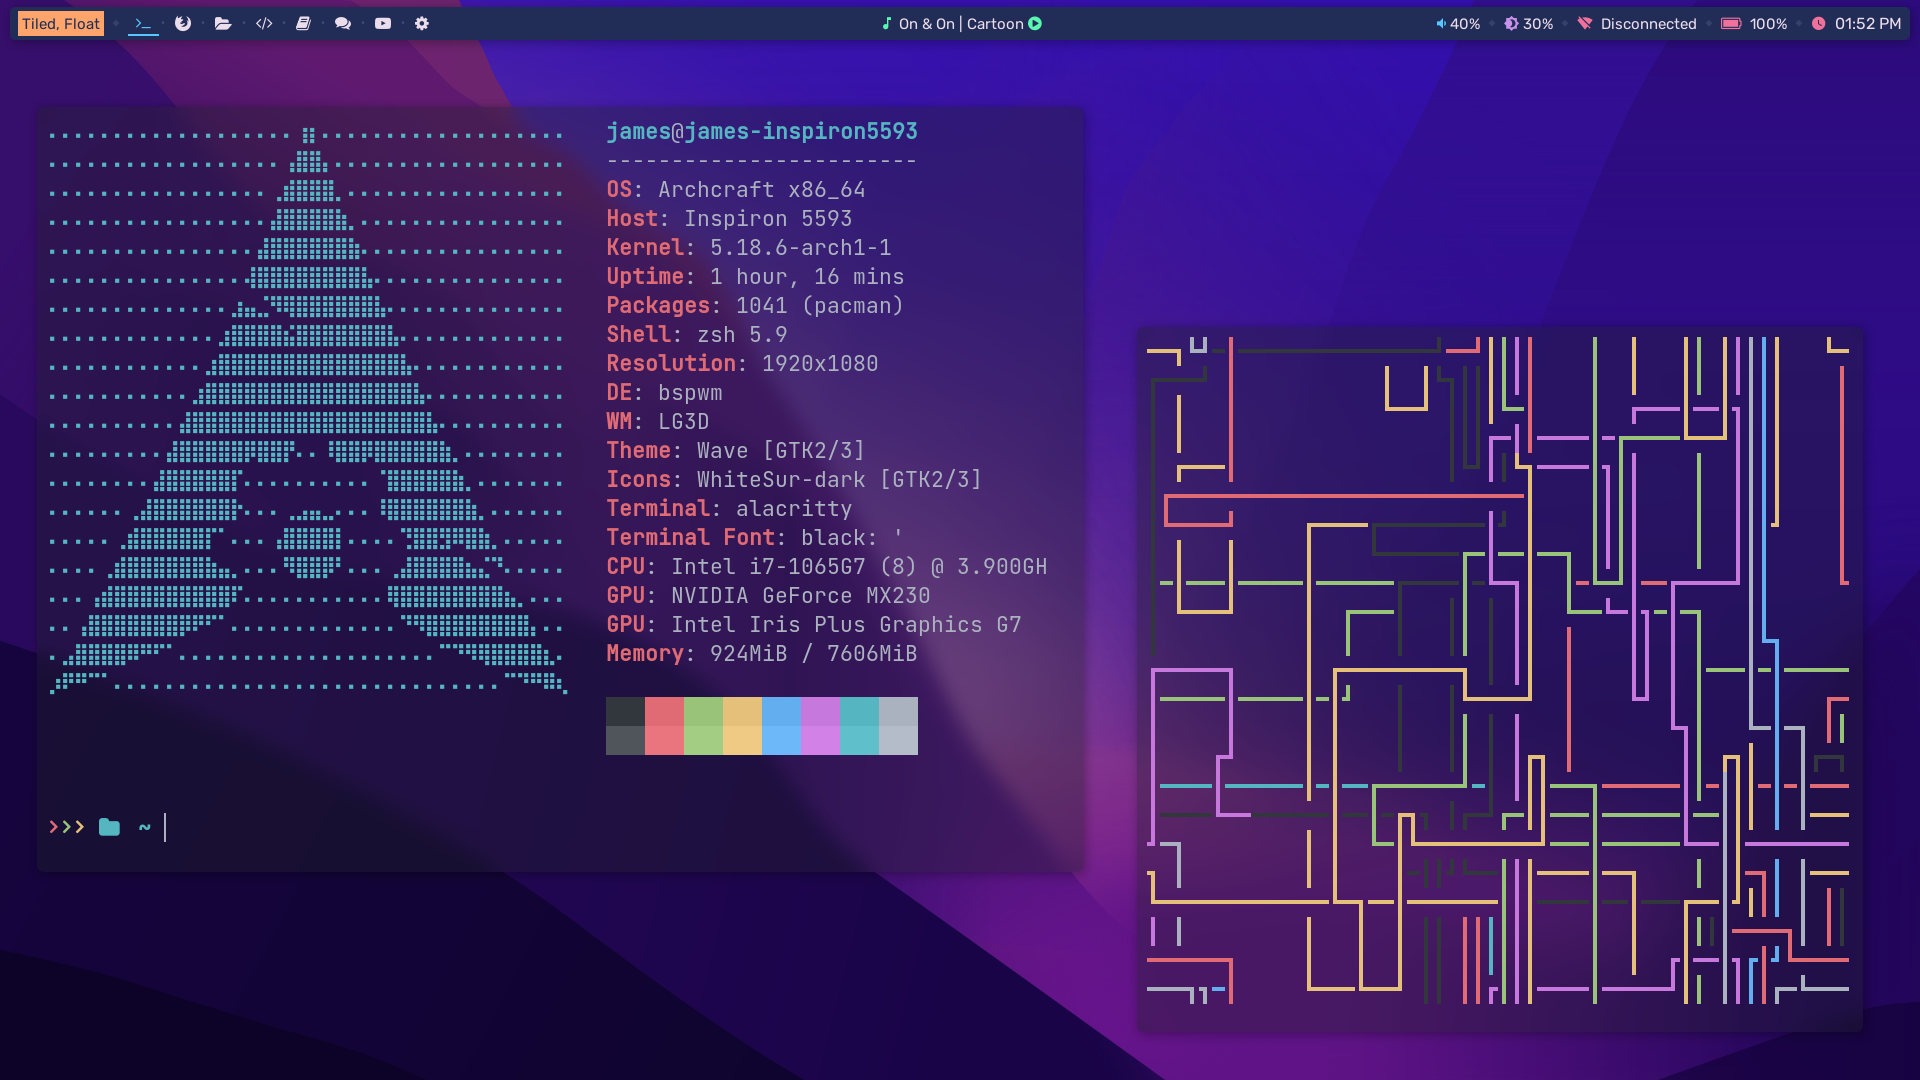 Tiled, Float
>_
</>
On & On | Cartoon
40%
30%
Disconnected
100%
01:52 PM
james@james-inspiron5593
------------------------
OS: Archcraft x86_64
Host: Inspiron 5593
Kernel: 5.18.6-arch1-1
Uptime: 1 hour, 16 mins
Packages: 1041 (pacman)
Shell: zsh 5.9
Resolution: 1920x1080
DE: bspwm
WM: LG3D
Theme: Wave [GTK2/3]
Icons: WhiteSur-dark [GTK2/3]
Terminal: alacritty
Terminal Font: black: '
CPU: Intel i7-1065G7 (8) @ 3.900GH
GPU: NVIDIA GeForce MX230
GPU: Intel Iris Plus Graphics G7
Memory: 924MiB / 7606MiB
~